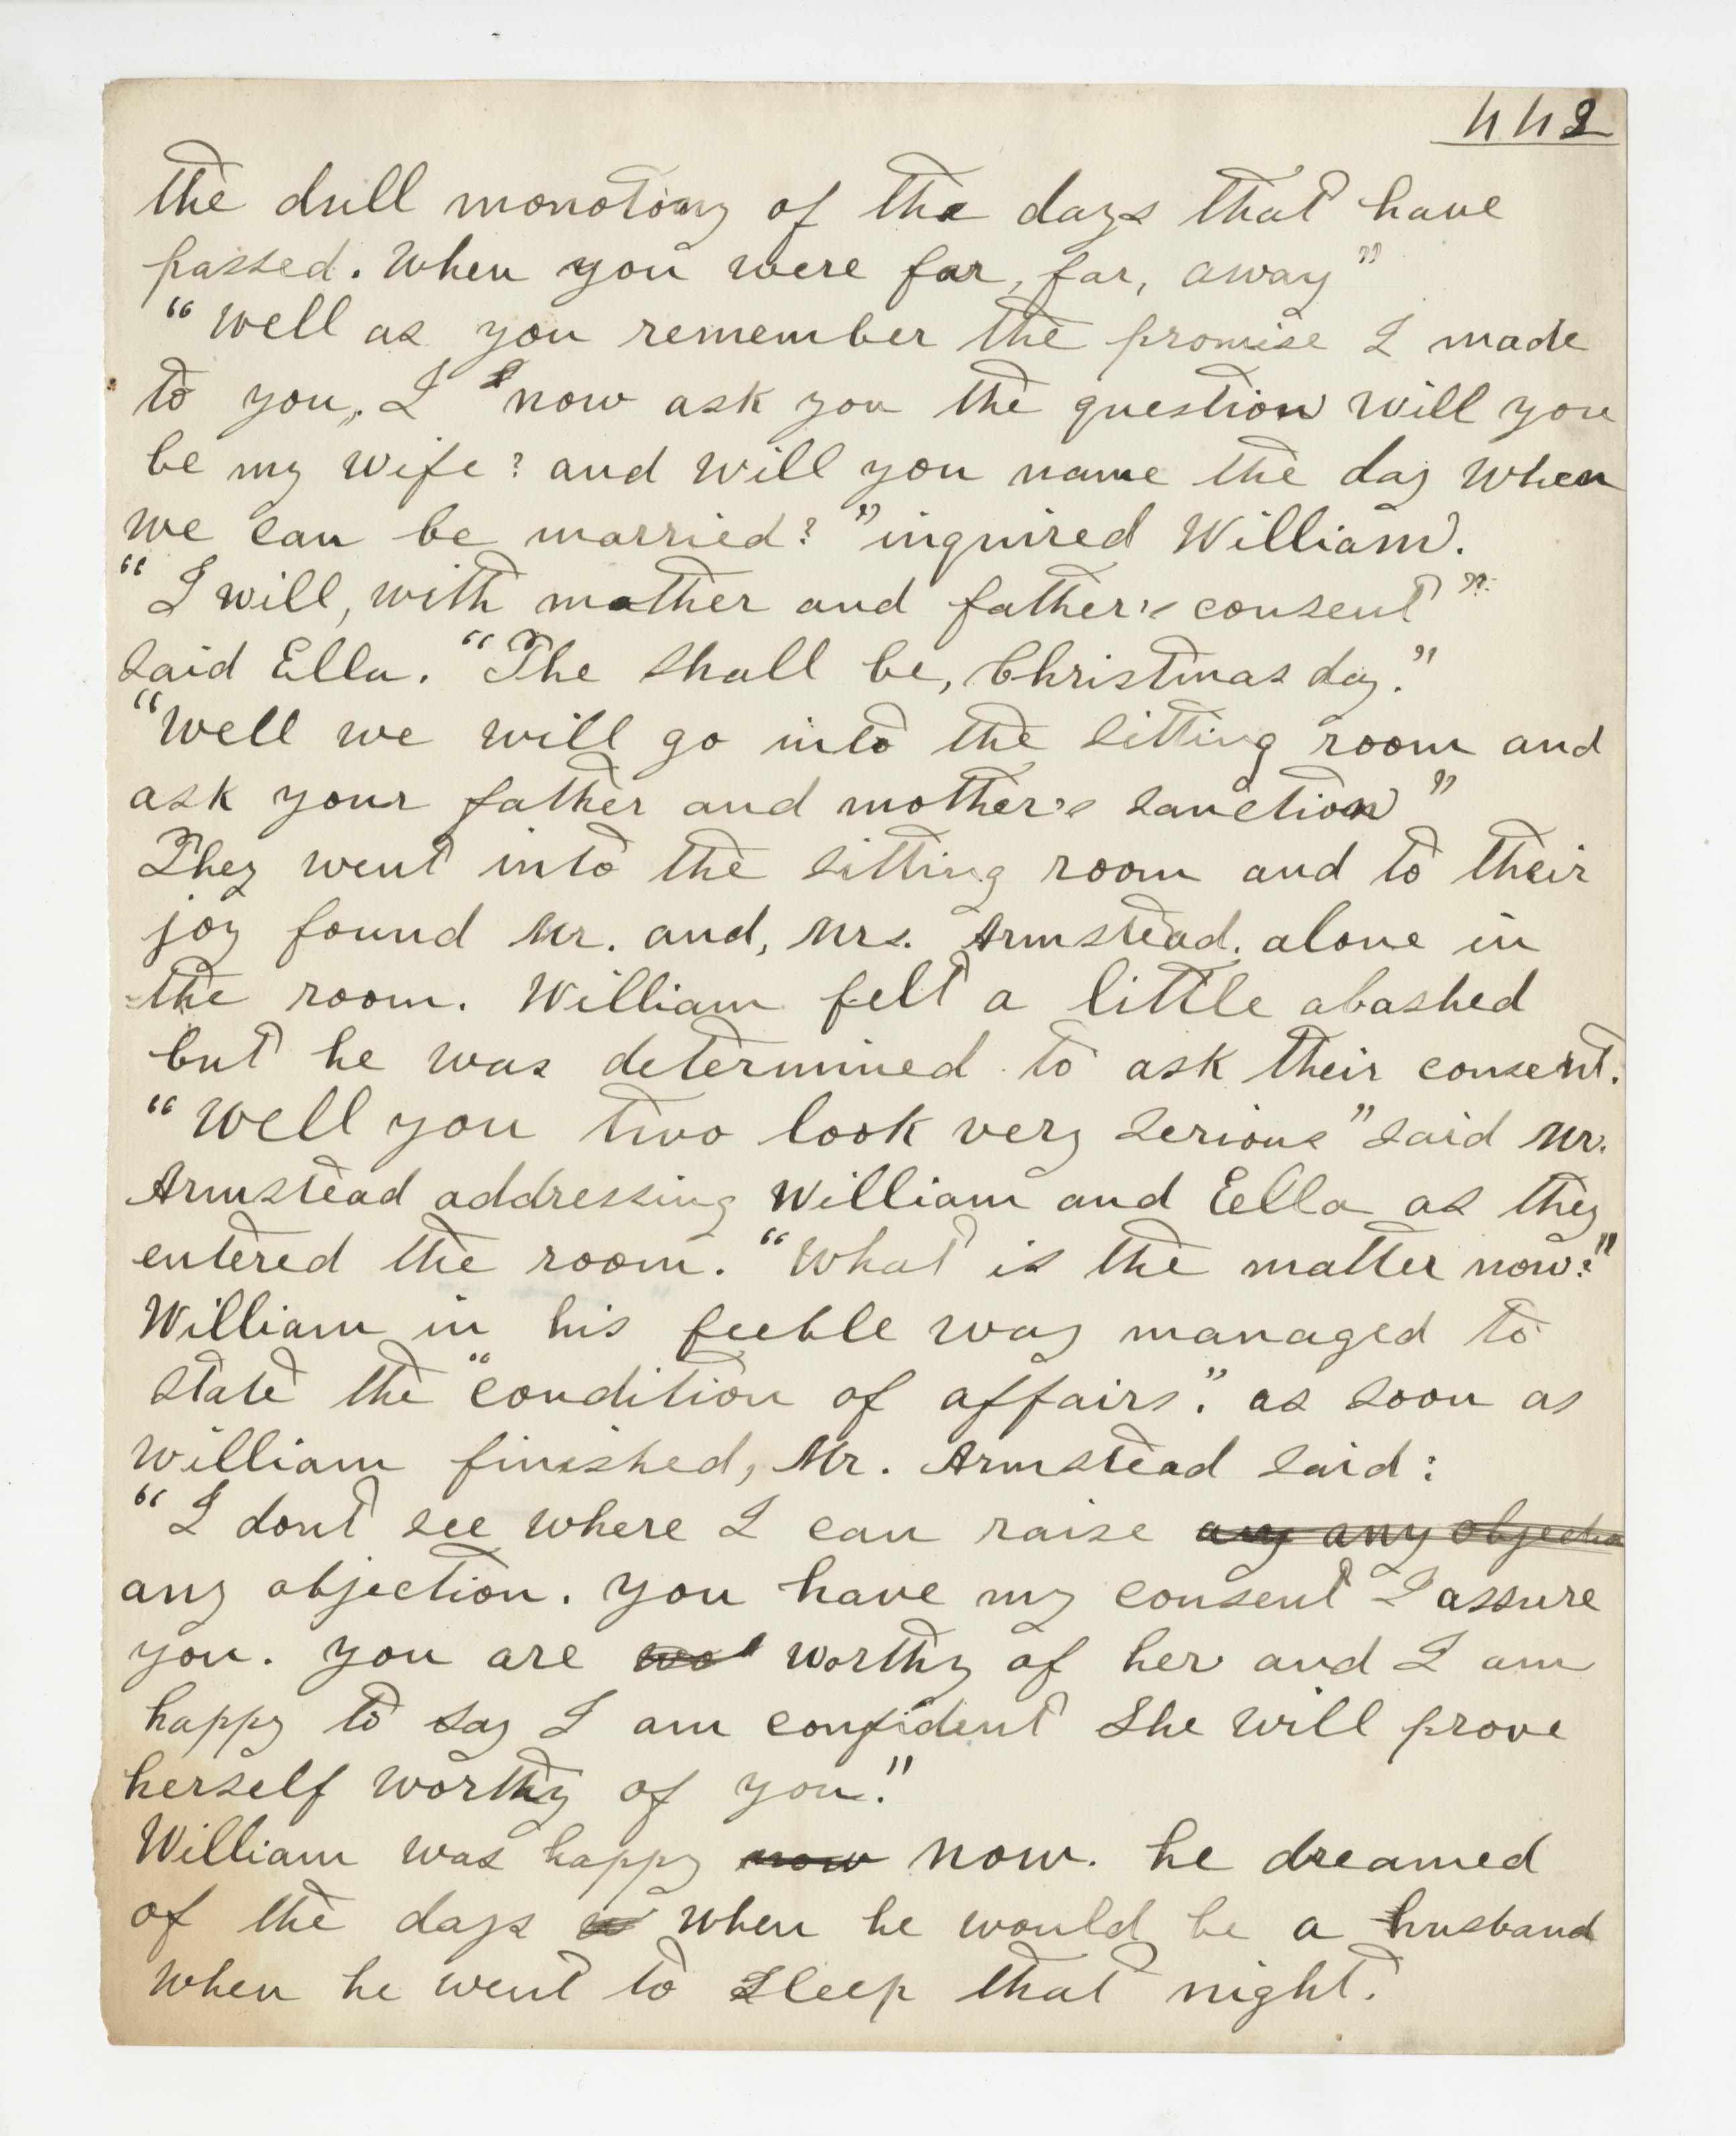 442
the dull monotony of the days that have
passed. When you were far, far, away"
"Well as you remember the promise I made
to you, I now ask you the question will you
be my wife? and will you name the day when
we can be married?" inquired William.
"I will, with mother and father's consent"
said Ella. "The shall be, Christmas day."
"Well we will go into the sitting room and
ask your father and mother's sanction"
They went into the sitting room and to their
joy found Mr. and, Mrs. Armstead. alone in
the room. William felt a little abashed
but he was determined to ask their consent.
"Well you two look very serious" said Mr.
Armstead addressing William and Eella as they
entered the room. "What is the matter now?"
William in his feeble way managed to
state the "condition of affairs." as soon as
William finished, Mr. Armstead said:
"I dont see where I can raise any any objection
any objection. you have my consent I assure
you. you are wo worthy of her and I am
happy to say I am confident She will prove
herself worthy of you."
William was happy now now. he dreamed
of the days w when he would be a husband
when he went to sleep that night.